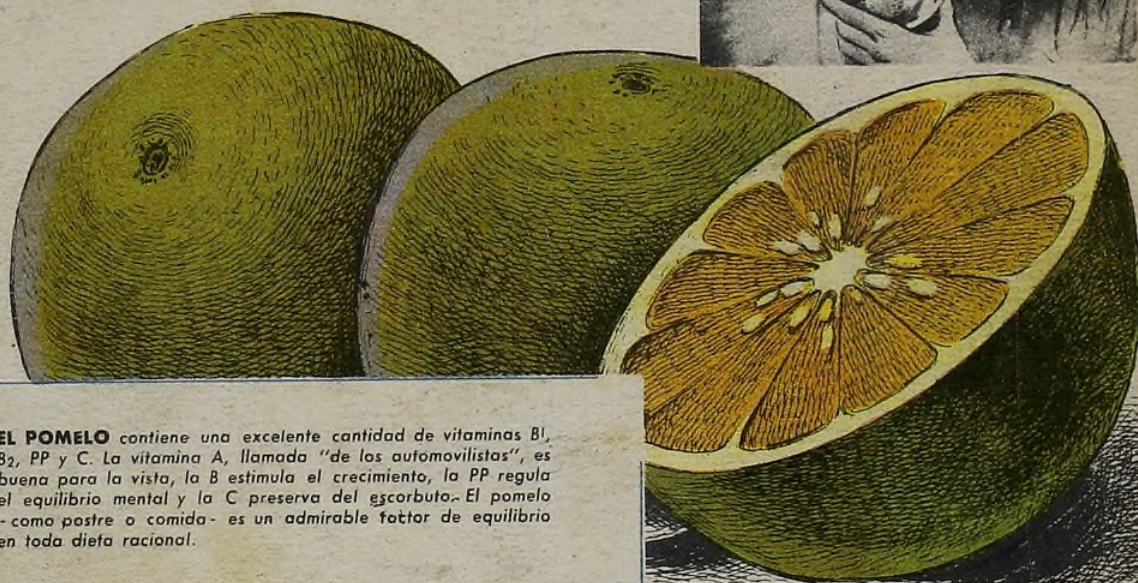 EL POMELO contiene una excelente cantidad de vitaminas B1,
B2, PP y C. La vitamina A, llamada "de los automovilistas", es
buena para la vista, la B estimula el crecimiento, la PP regula
el equilibrio mental y la C preserva del escorbuto.- El pomelo
- como postre o comida - es un admirable factor de equilibrio
en toda dieta racional.